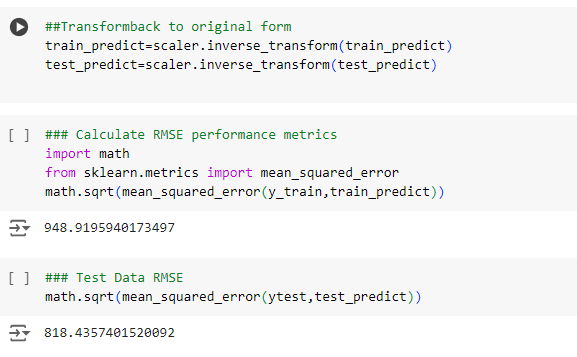 ##Transformback to original form
train_predict=scaler.inverse_transform(train_predict)
test_predict=scaler.inverse_transform(test_predict)
[ ] ### Calculate RMSE performance metrics
import math
from sklearn.metrics import mean_squared_error
math.sqrt(mean_squared_error(y_train,train_predict))
948.9195940173497
[ ] ### Test Data RMSE
math.sqrt(mean_squared_error(ytest,test_predict))
818.4357401520092